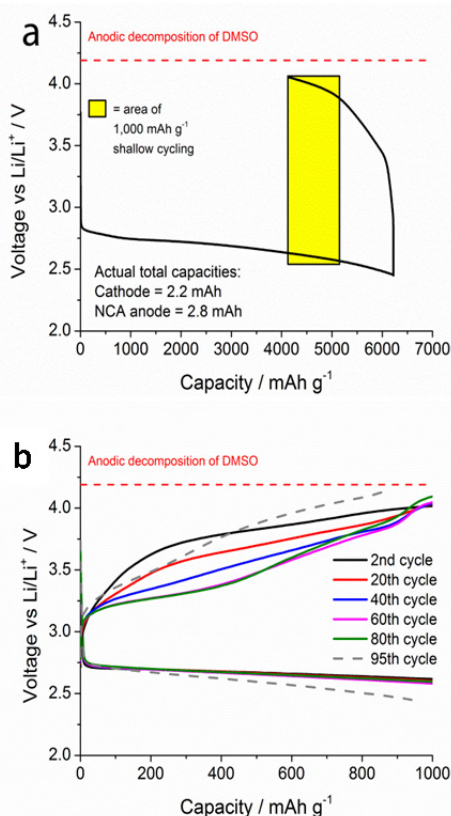 a
Anodic decomposition of DMSO
= area of
1,000 mAh g⁻¹
shallow cycling
Actual total capacities:
Cathode = 2.2 mAh
NCA anode = 2.8 mAh
Voltage vs Li/Li⁺ / V
4.5
4.0
3.5
3.0
2.5
2.0
0 1000 2000 3000 4000 5000 6000 7000
Capacity / mAh g⁻¹
b
Anodic decomposition of DMSO
2nd cycle
20th cycle
40th cycle
60th cycle
80th cycle
95th cycle
Voltage vs Li/Li⁺ / V
4.5
4.0
3.5
3.0
2.5
2.0
0 200 400 600 800 1000
Capacity / mAh g⁻¹